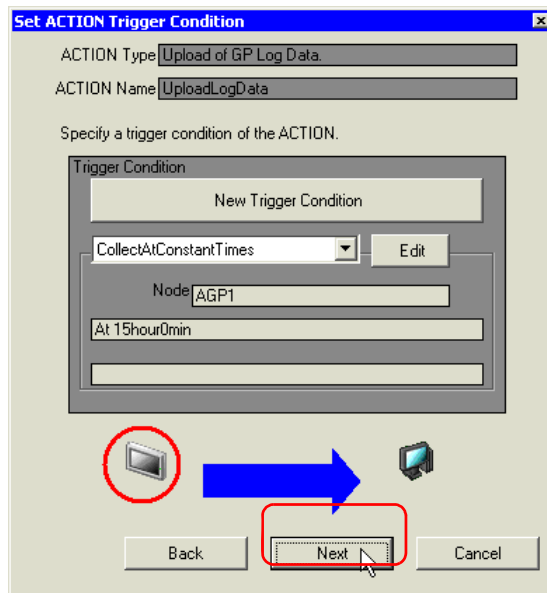 Set ACTION Trigger Condition
ACTION Type Upload of GP Log Data.
ACTION Name UploadLogData
Specify a trigger condition of the ACTION.
Trigger Condition
New Trigger Condition
CollectAtConstantTimes Edit
Node AGP1
At 15hour0min
Back Next Cancel